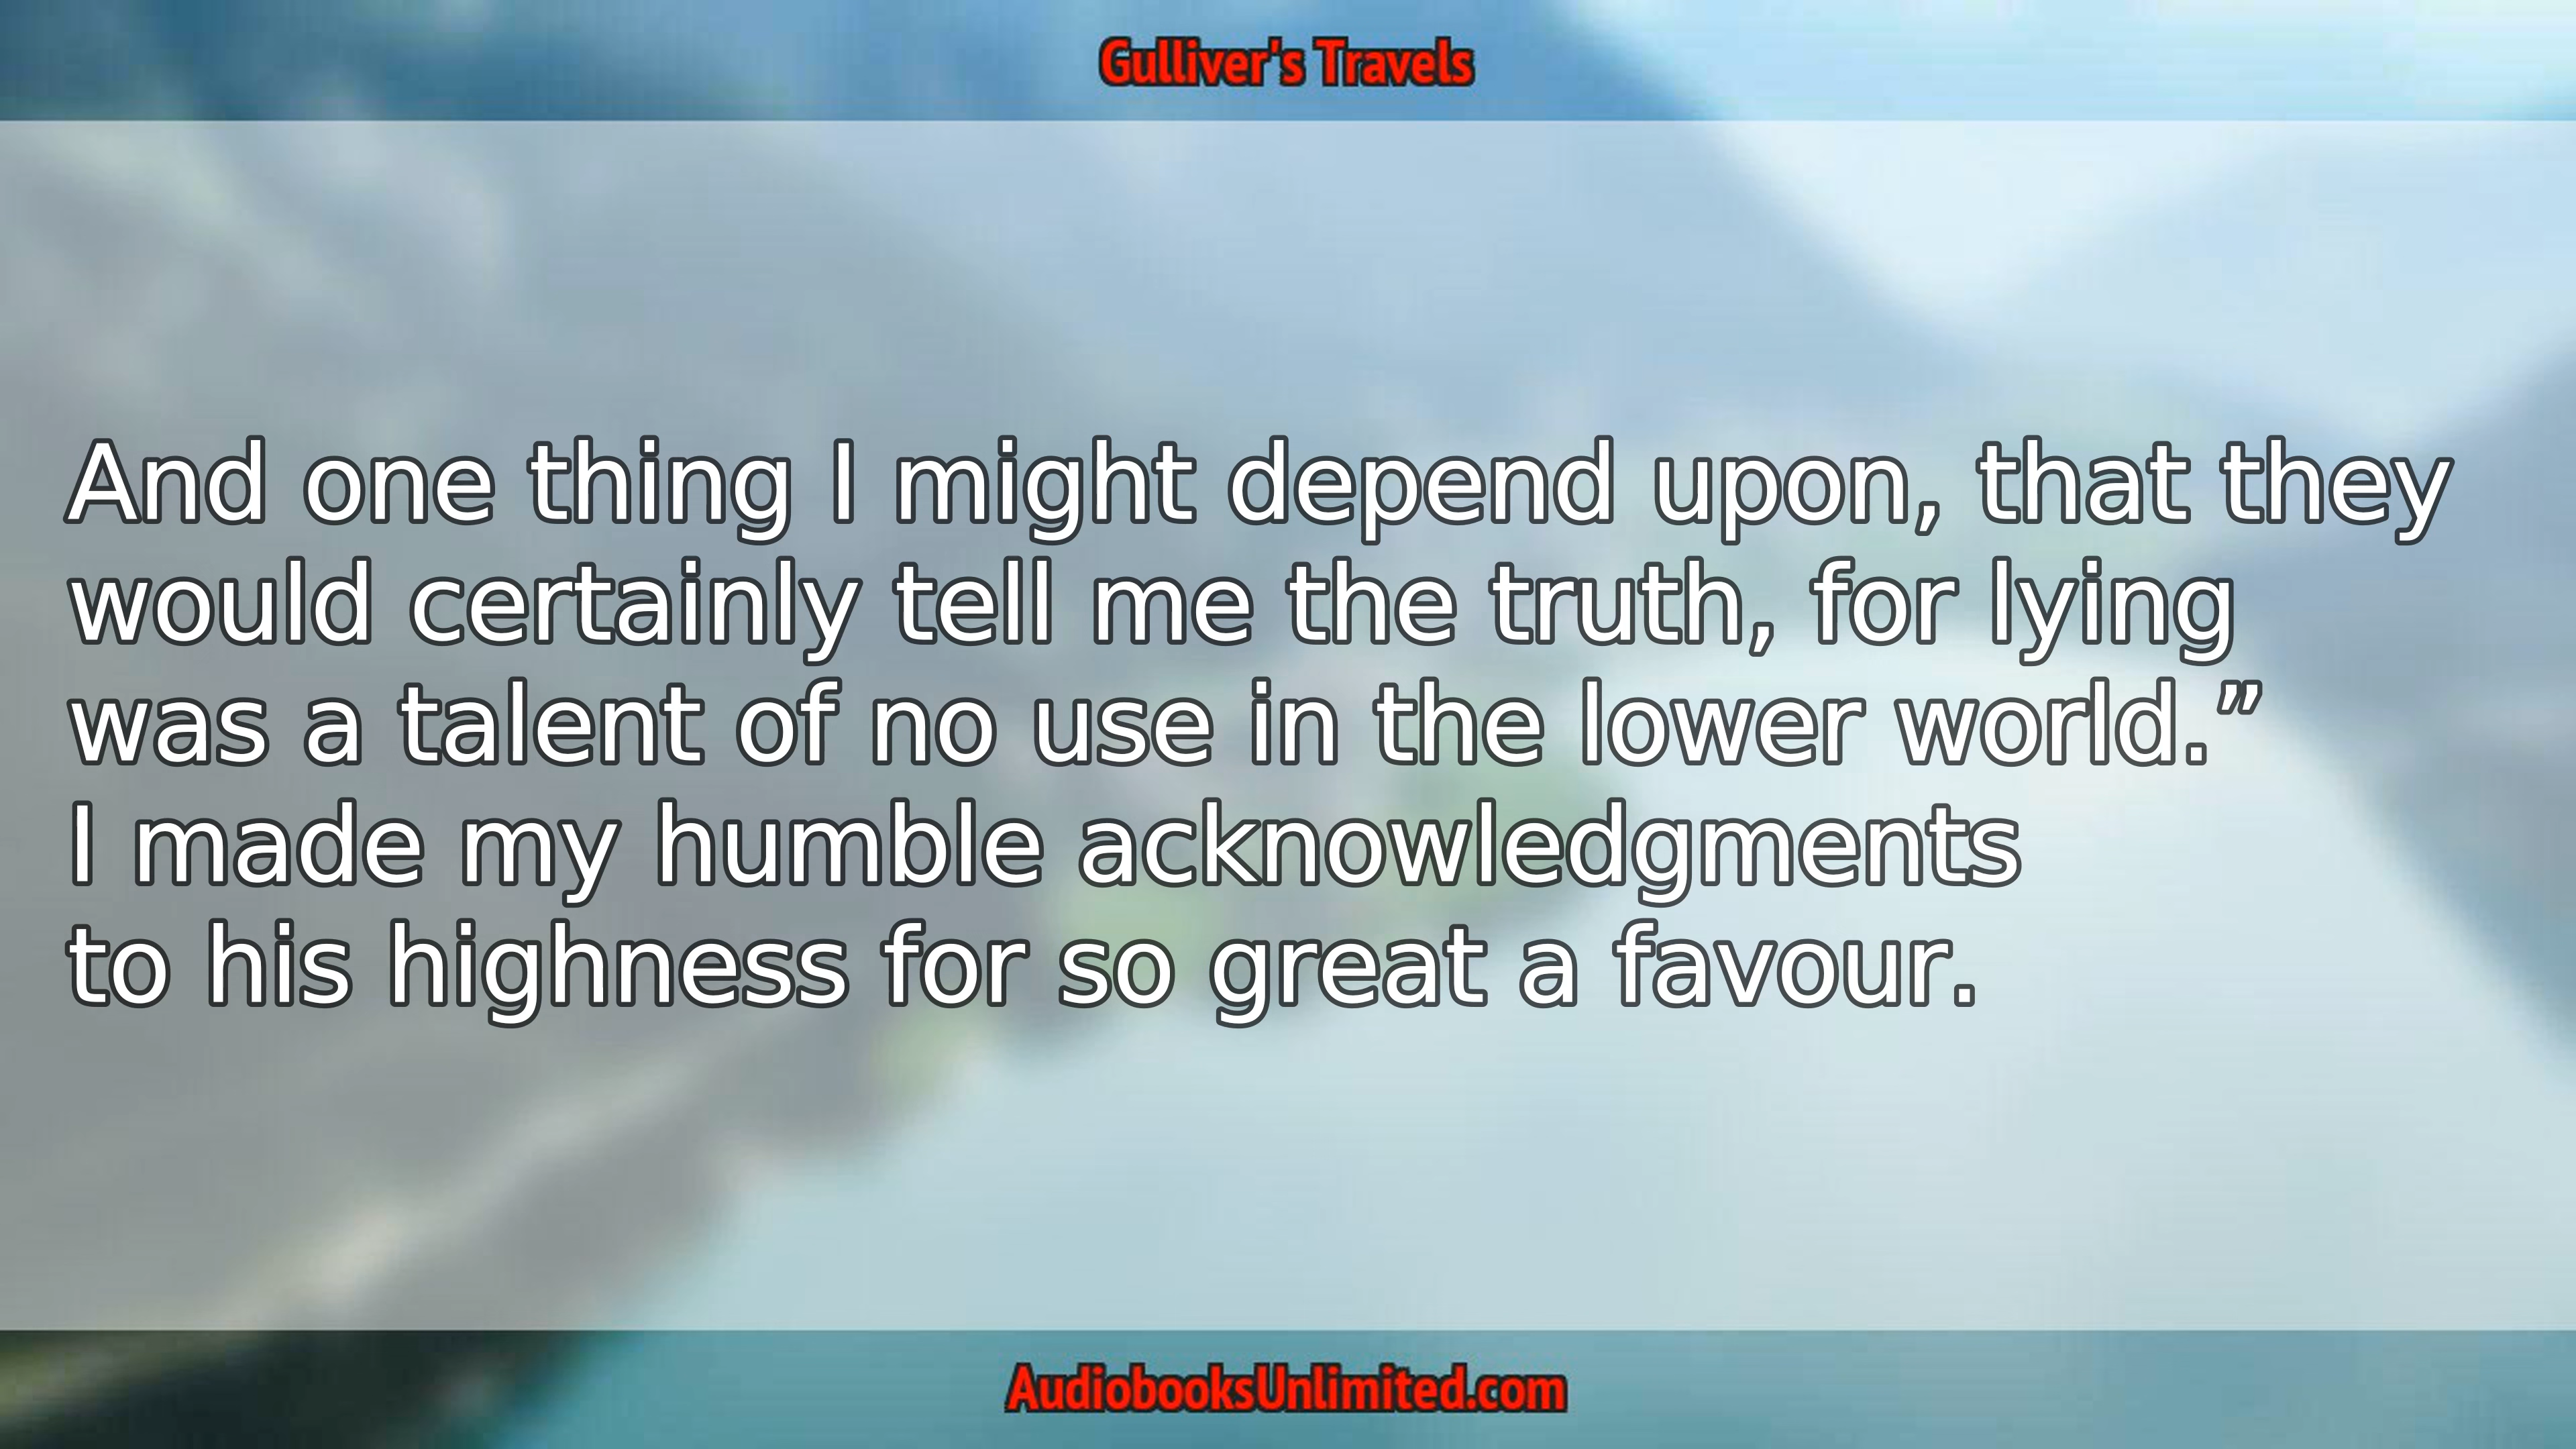 Gulliver's Travels
And one thing I might depend upon, that they
would certainly tell me the truth, for lying
was a talent of no use in the lower world.”
I made my humble acknowledgments
to his highness for so great a favour.
AudiobooksUnlimited.com